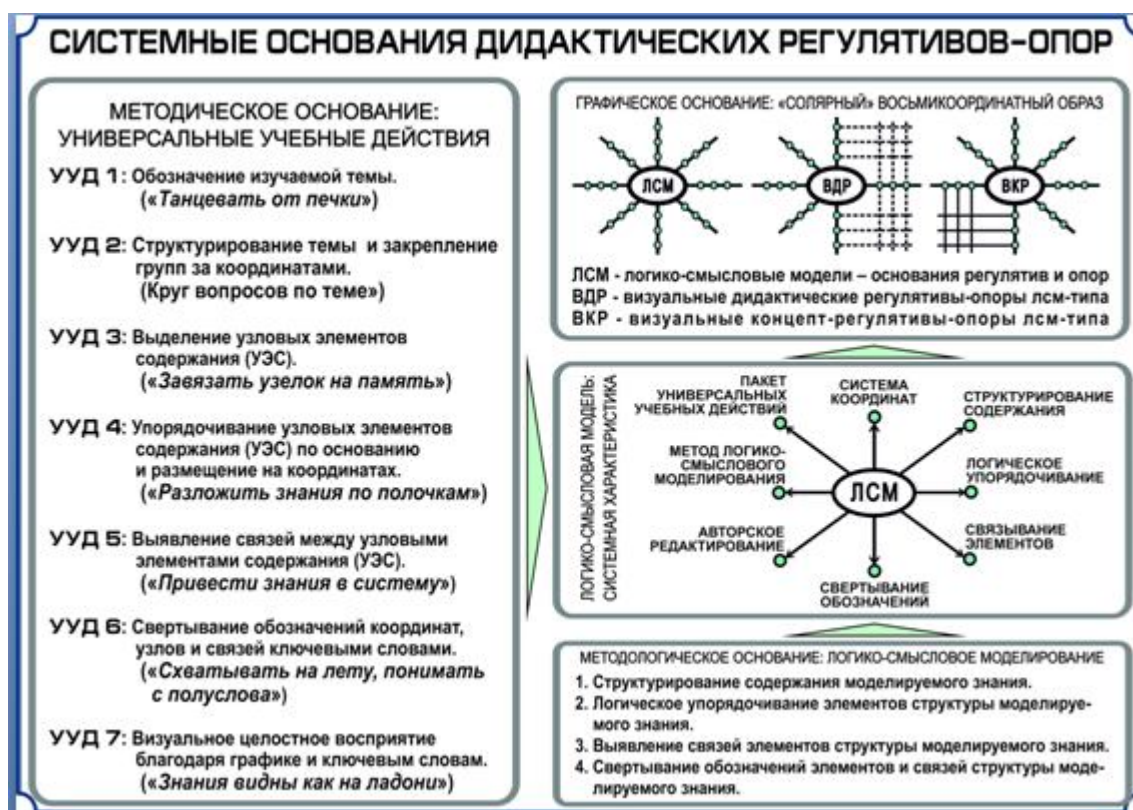 СИСТЕМНЫЕ ОСНОВАНИЯ ДИДАКТИЧЕСКИХ РЕГУЛЯТИВОВ-ОПОР
МЕТОДИЧЕСКОЕ ОСНОВАНИЕ:
УНИВЕРСАЛЬНЫЕ УЧЕБНЫЕ ДЕЙСТВИЯ
УУД 1: Обозначение изучаемой темы.
(«Танцевать от печки»)
УУД 2: Структурирование темы и закрепление
групп за координатами.
(Круг вопросов по теме»)
УУД 3: Выделение узловых элементов
содержания (УЭС).
(«Завязать узелок на память»)
УУД 4: Упорядочивание узловых элементов
содержания (УЭС) по основанию
и размещение на координатах.
(«Разложить знания по полочкам»)
УУД 5: Выявление связей между узловыми
элементами содержания (УЭС).
(«Привести знания в систему»)
УУД 6: Свертывание обозначений координат,
узлов и связей ключевыми словами.
(«Схватывать на лету, понимать
с полуслова»)
УУД 7: Визуальное целостное восприятие
благодаря графике и ключевым словам.
(«Знания видны как на ладони»)
ГРАФИЧЕСКОЕ ОСНОВАНИЕ: «СОЛЯРНЫЙ» ВОСЬМИКООРДИНАТНЫЙ ОБРАЗ
ЛСМ
ВДР
ВКР
ЛСМ - логико-смысловые модели – основания регулятив и опор
ВДР - визуальные дидактические регулятивы-опоры лсм-типа
ВКР - визуальные концепт-регулятивы-опоры лсм-типа
ЛОГИКО-СМЫСЛОВАЯ МОДЕЛЬ:
СИСТЕМНАЯ ХАРАКТЕРИСТИКА
ПАКЕТ
УНИВЕРСАЛЬНЫХ
УЧЕБНЫХ ДЕЙСТВИЙ
СИСТЕМА
КООРДИНАТ
СТРУКТУРИРОВАНИЕ
СОДЕРЖАНИЯ
МЕТОД ЛОГИКО-
СМЫСЛОВОГО
МОДЕЛИРОВАНИЯ
ЛСМ
ЛОГИЧЕСКОЕ
УПОРЯДОЧИВАНИЕ
АВТОРСКОЕ
РЕДАКТИРОВАНИЕ
СВЯЗЫВАНИЕ
ЭЛЕМЕНТОВ
СВЕРТЫВАНИЕ
ОБОЗНАЧЕНИЙ
МЕТОДОЛОГИЧЕСКОЕ ОСНОВАНИЕ: ЛОГИКО-СМЫСЛОВОЕ МОДЕЛИРОВАНИЕ
1. Структурирование содержания моделируемого знания.
2. Логическое упорядочивание элементов структуры моделируе-
мого знания.
3. Выявление связей элементов структуры моделируемого знания.
4. Свертывание обозначений элементов и связей структуры моде-
лируемого знания.